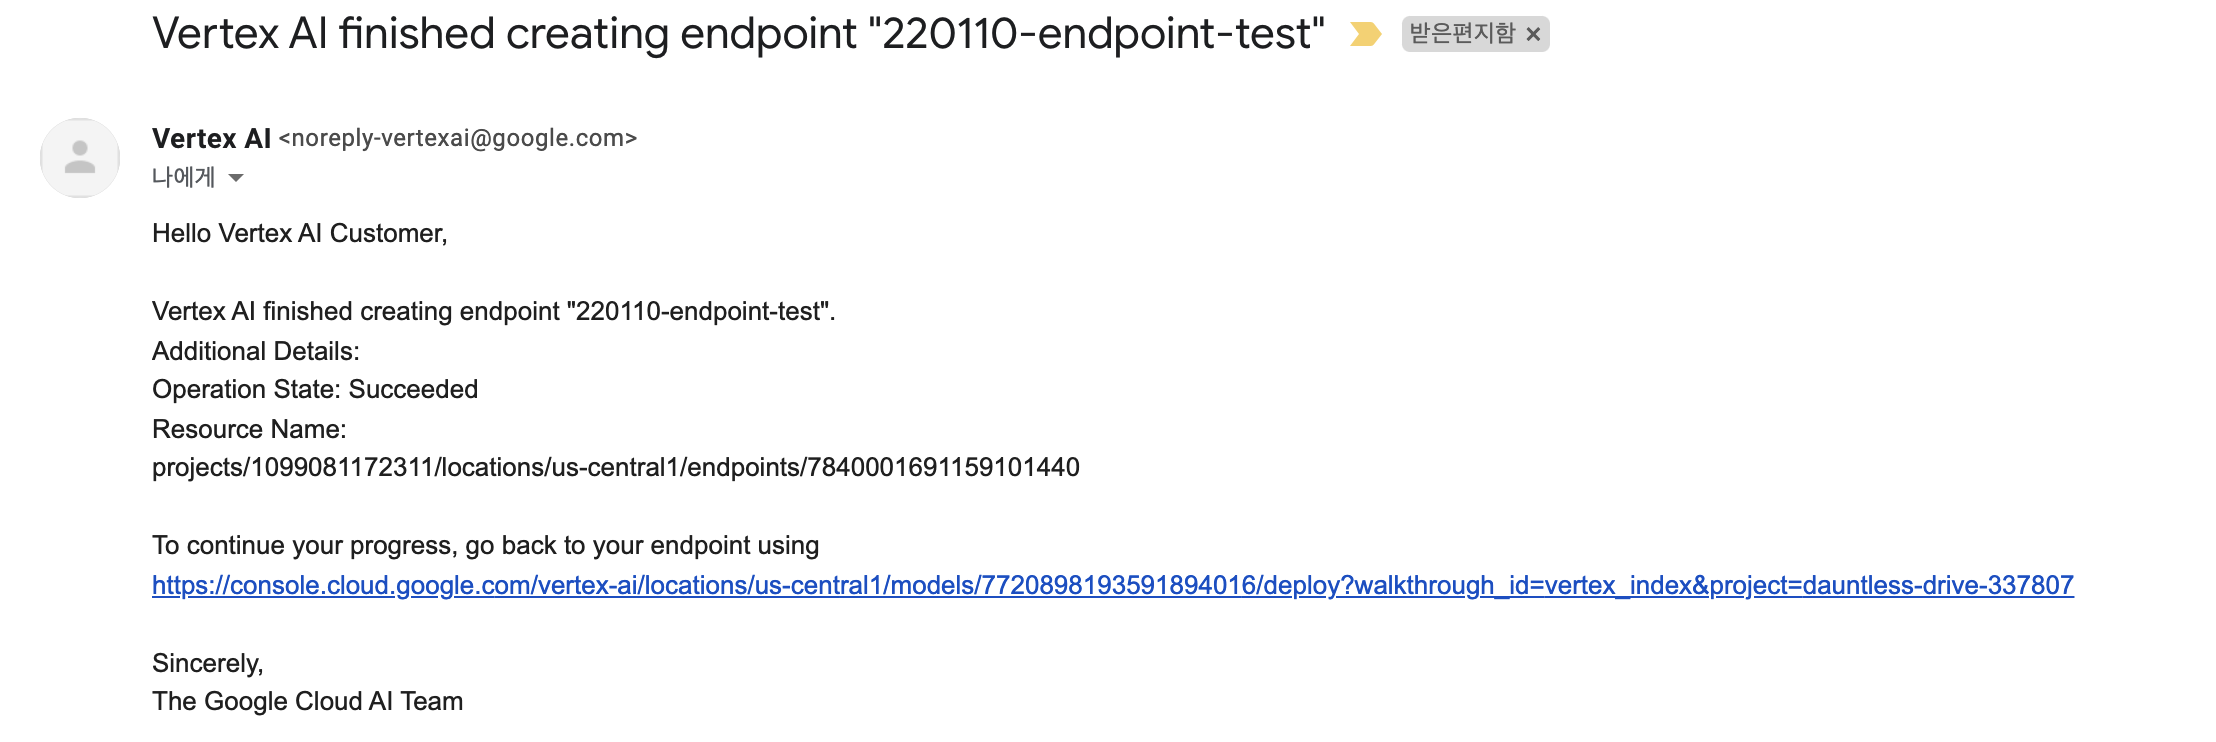 Vertex AI finished creating endpoint "220110-endpoint-test" 받은편지함 ×
Vertex AI <noreply-vertexai@google.com>
나에게
Hello Vertex AI Customer,
Vertex AI finished creating endpoint "220110-endpoint-test".
Additional Details:
Operation State: Succeeded
Resource Name:
projects/1099081172311/locations/us-central1/endpoints/7840001691159101440
To continue your progress, go back to your endpoint using
https://console.cloud.google.com/vertex-ai/locations/us-central1/models/7720898193591894016/deploy?walkthrough_id=vertex_index&project=dauntless-drive-337807
Sincerely,
The Google Cloud AI Team